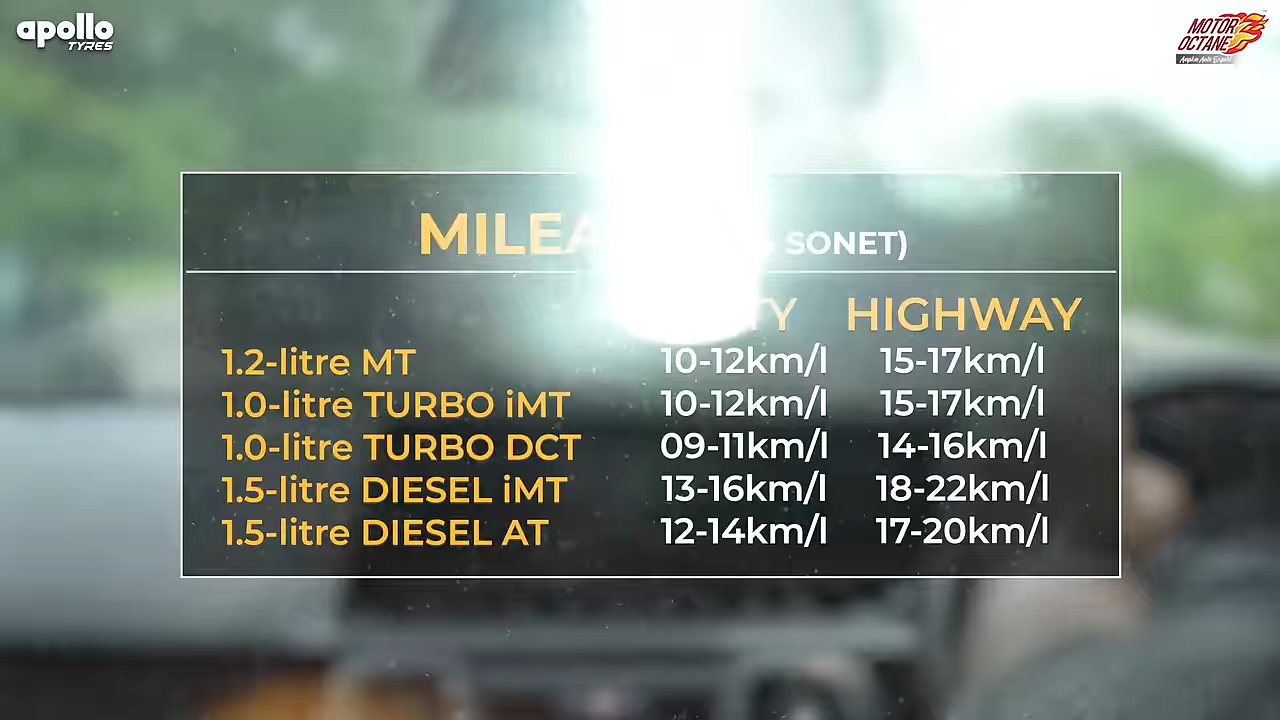 apollo
TYRES
MOTOR
OCTANE
SONET)
HIGHWAY
1.2-litre MT 10-12km/l 15-17km/l
1.0-litre TURBO iMT 10-12km/l 15-17km/l
1.0-litre TURBO DCT 09-11km/l 14-16km/l
1.5-litre DIESEL iMT 13-16km/l 18-22km/l
1.5-litre DIESEL AT 12-14km/l 17-20km/l